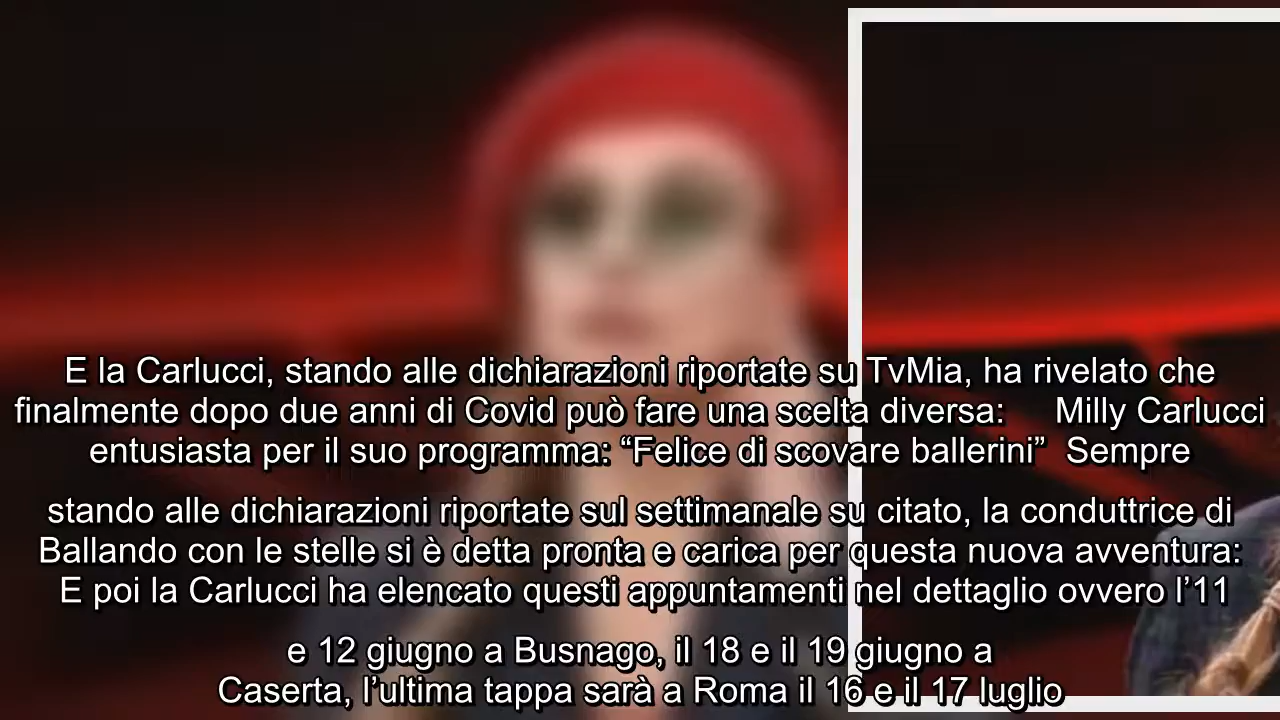 E la Carlucci, stando alle dichiarazioni riportate su TvMia, ha rivelato che
finalmente dopo due anni di Covid può fare una scelta diversa: Milly Carlucci
entusiasta per il suo programma: “Felice di scovare ballerini” Sempre
stando alle dichiarazioni riportate sul settimanale su citato, la conduttrice di
Ballando con le stelle si è detta pronta e carica per questa nuova avventura:
E poi la Carlucci ha elencato questi appuntamenti nel dettaglio ovvero l’11
e 12 giugno a Busnago, il 18 e il 19 giugno a
Caserta, l’ultima tappa sarà a Roma il 16 e il 17 luglio